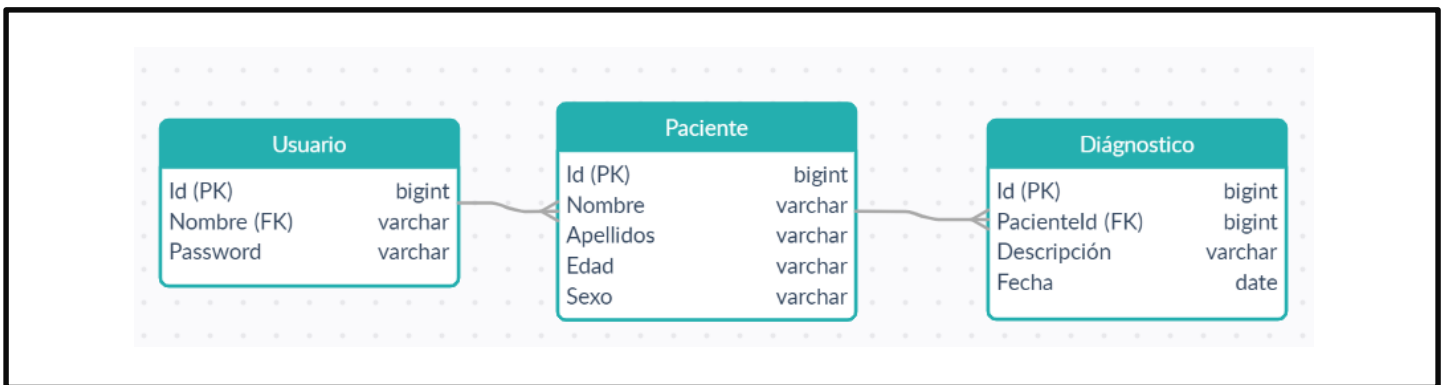 Usuario
Id (PK) bigint
Nombre (FK) varchar
Password varchar
Paciente
Id (PK) bigint
Nombre varchar
Apellidos varchar
Edad varchar
Sexo varchar
Diágnostico
Id (PK) bigint
PacienteId (FK) bigint
Descripción varchar
Fecha date